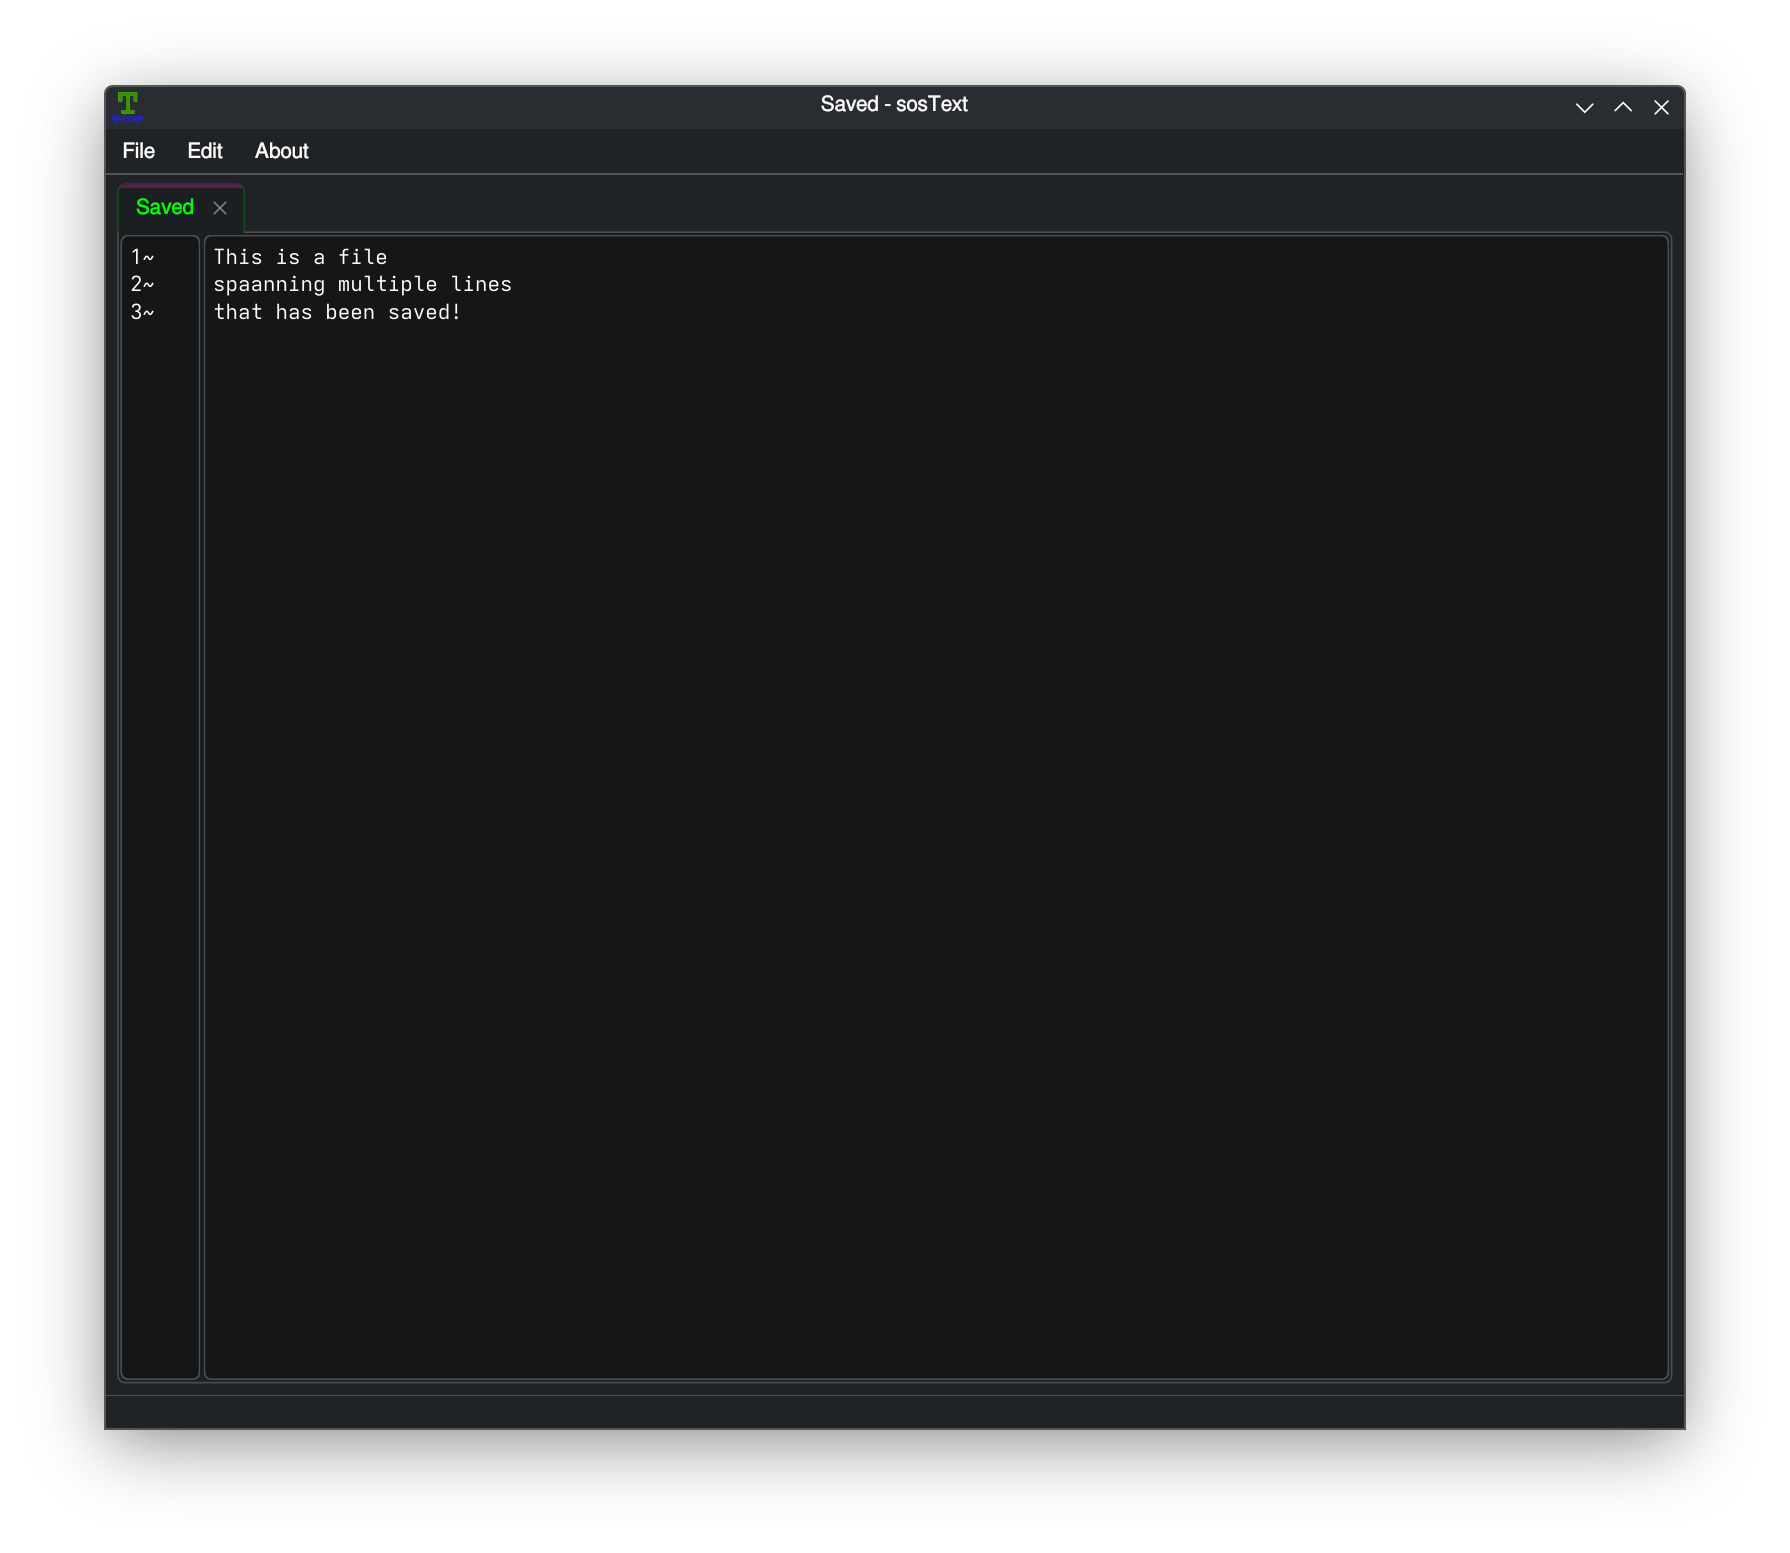 Saved - sosText
File Edit About
Saved
1~ This is a file
2~ spaanning multiple lines
3~ that has been saved!